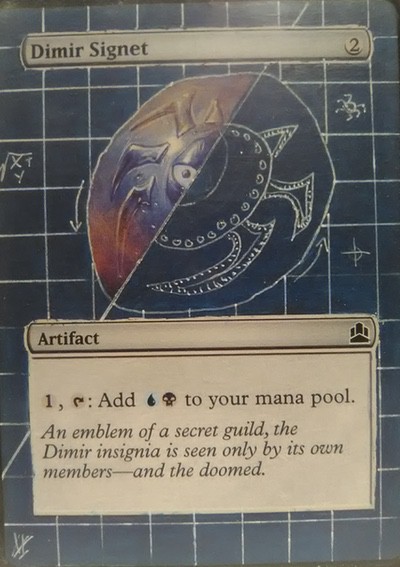 Dimir Signet 2
Artifact
1, : Add to your mana pool.
An emblem of a secret guild, the
Dimir insignia is seen only by its own
members—and the doomed.